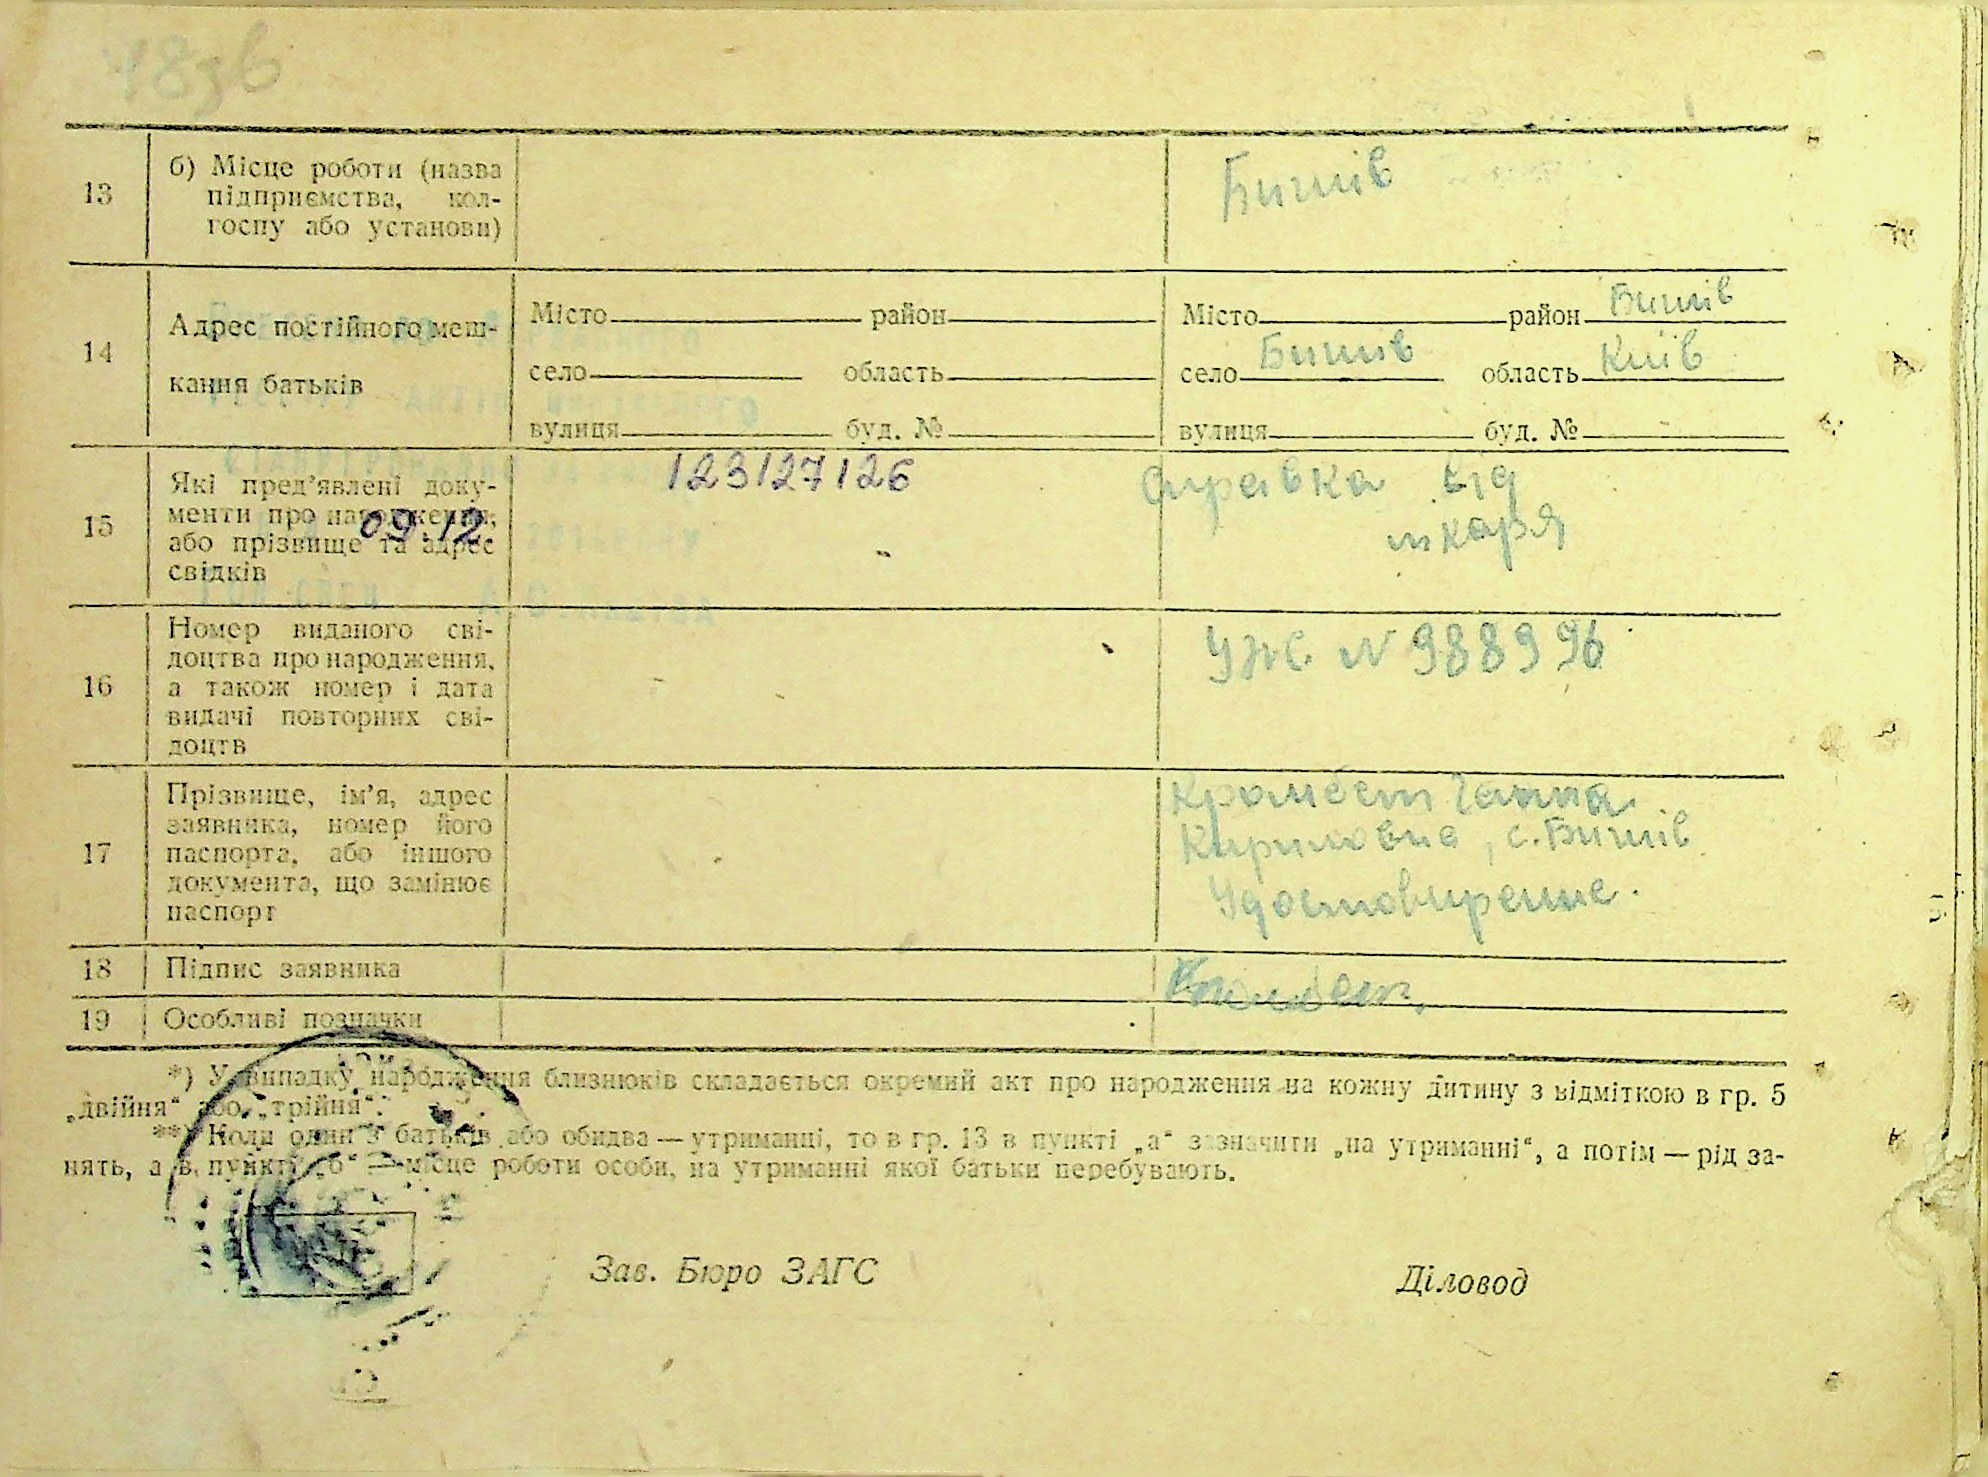 13
б) Місце роботи (назва
підприємства, кол-
госпу або установи)
Бишів
14
Адрес постійного меш-
кання батьків
Місто район
село область
вулиця буд. №
Місто район Бишів
село Бишів область Київ
вулиця буд. №
15
Які пред’явлені доку-
менти про народження,
або прізвище та адрес
свідків
09.12.
123127126
Справка від
лікаря
16
Номер виданого сві-
доцтва про народження,
а також номер і дата
видачі повторних сві-
доцтв
УЖС N 988996
17
Прізвище, ім’я, адрес
заявника, номер його
паспорта, або іншого
документа, що замінює
паспорт
Ганна
Кириловна, с. Бишів
18
Підпис заявника
19
Особливі позначки
*) У випадку народження близнюків складається окремий акт про народження на кожну дитину з відміткою в гр. 5
„двійня“ або „трійня“.
**) Коли один з батьків або обидва — утриманці, то в гр. 13 в пункті „а“ зазначити „на утриманні“, а потім — рід за-
нять, а в пункті „б“ — місце роботи особи, на утриманні якої батьки перебувають.
Зав. Бюро ЗАГС
Діловод